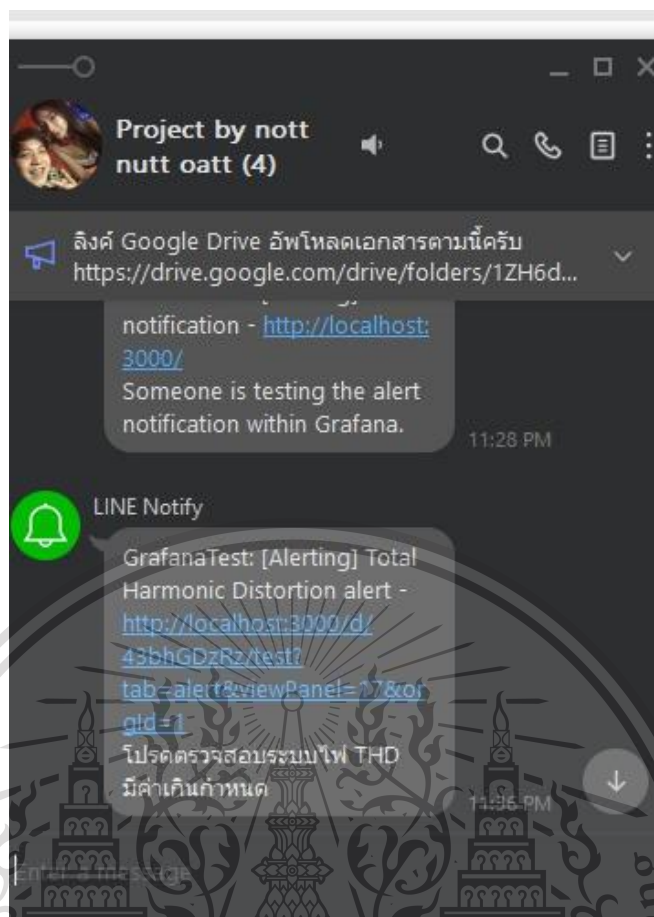 Project by nott
nutt oatt (4)
ลิงค์ Google Drive อัพโหลดเอกสารตามนี้ครับ
https://drive.google.com/drive/folders/1ZH6d...
notification - http://localhost:
3000/
Someone is testing the alert
notification within Grafana.
11:28 PM
LINE Notify
GrafanaTest: [Alerting] Total
Harmonic Distortion alert -
http://localhost:3000/d/
43bhGDzRz/test?
tab=alert&viewPanel=17&or
gId=1
โปรดตรวจสอบระบบไฟ THD
มีค่าเกินกำหนด
11:36 PM
Enter a message